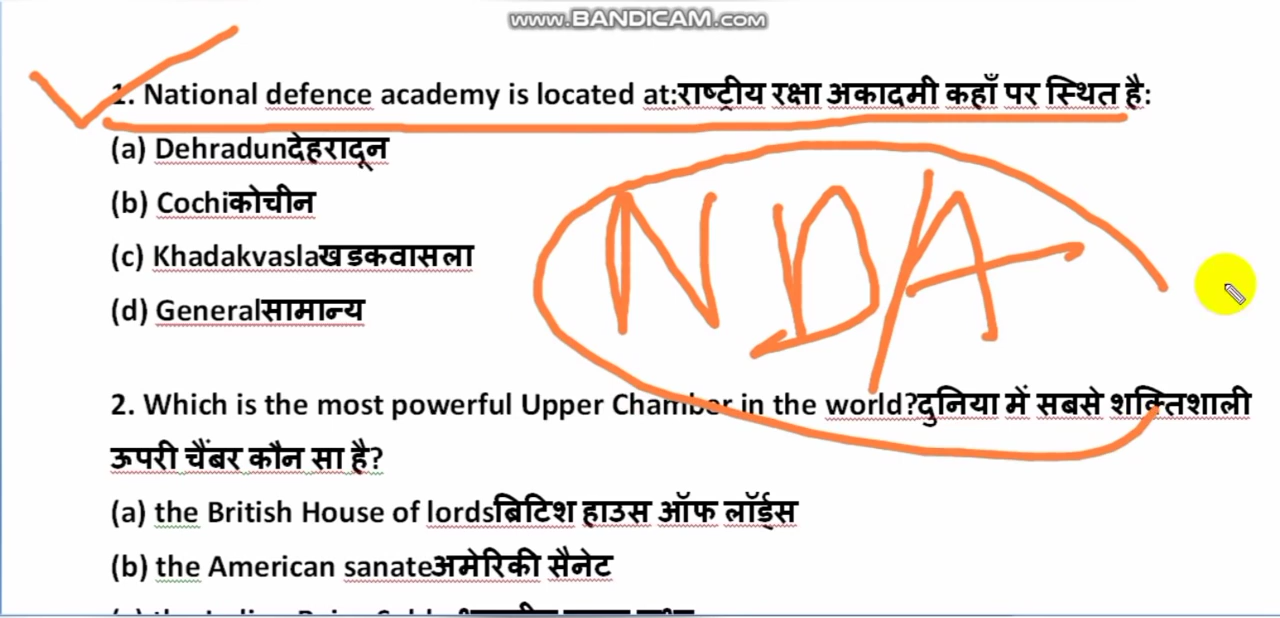 www.BANDICAM.com
1. National defence academy is located at:राष्ट्रीय रक्षा अकादमी कहाँ पर स्थित है:
(a) Dehradunदेहरादून
(b) Cochiकोचीन
(c) Khadakvaslaखडकवासला
(d) Generalसामान्य
NDA
2. Which is the most powerful Upper Chamber in the world?दुनिया में सबसे शक्तिशाली
ऊपरी चैंबर कौन सा है?
(a) the British House of lordsब्रिटिश हाउस ऑफ लॉर्ड्स
(b) the American sanateअमेरिकी सैनेट